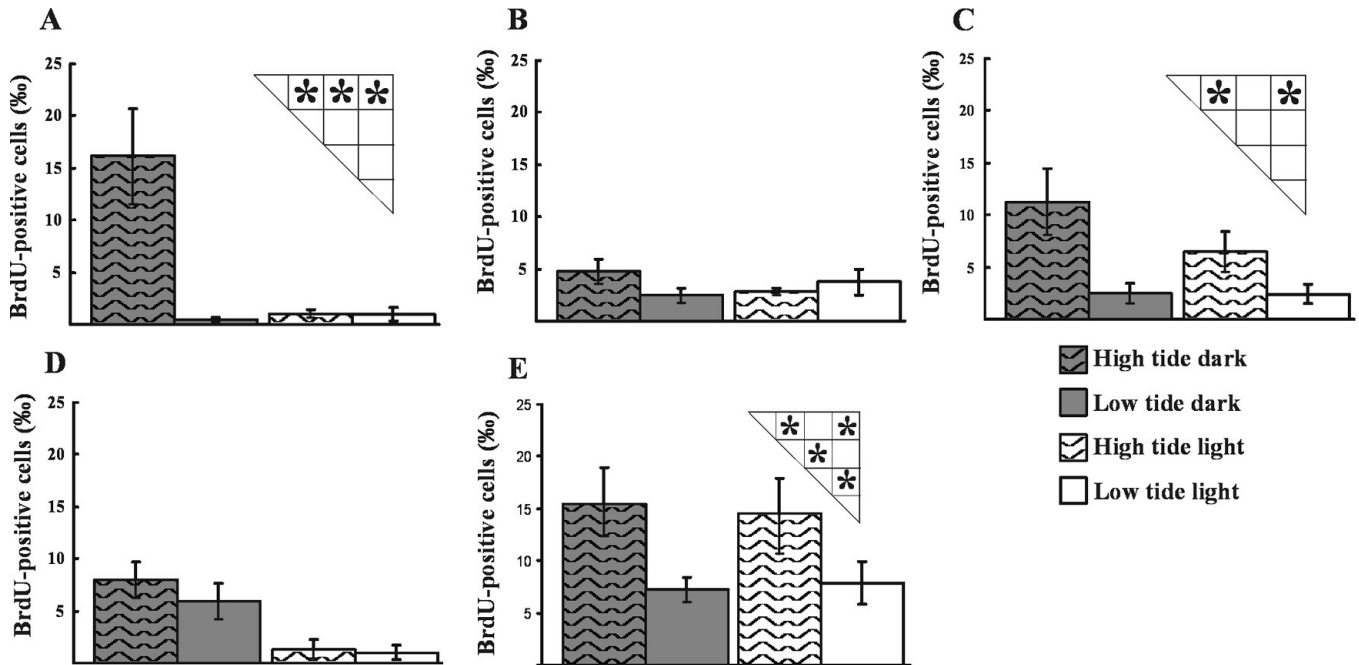 A
BrdU-positive cells (‰)
25
20
15
10
5
* * *
B
BrdU-positive cells (‰)
25
20
15
10
5
C
BrdU-positive cells (‰)
25
20
15
10
5
* *
D
BrdU-positive cells (‰)
25
20
15
10
5
E
BrdU-positive cells (‰)
25
20
15
10
5
* *
*
*
High tide dark
Low tide dark
High tide light
Low tide light